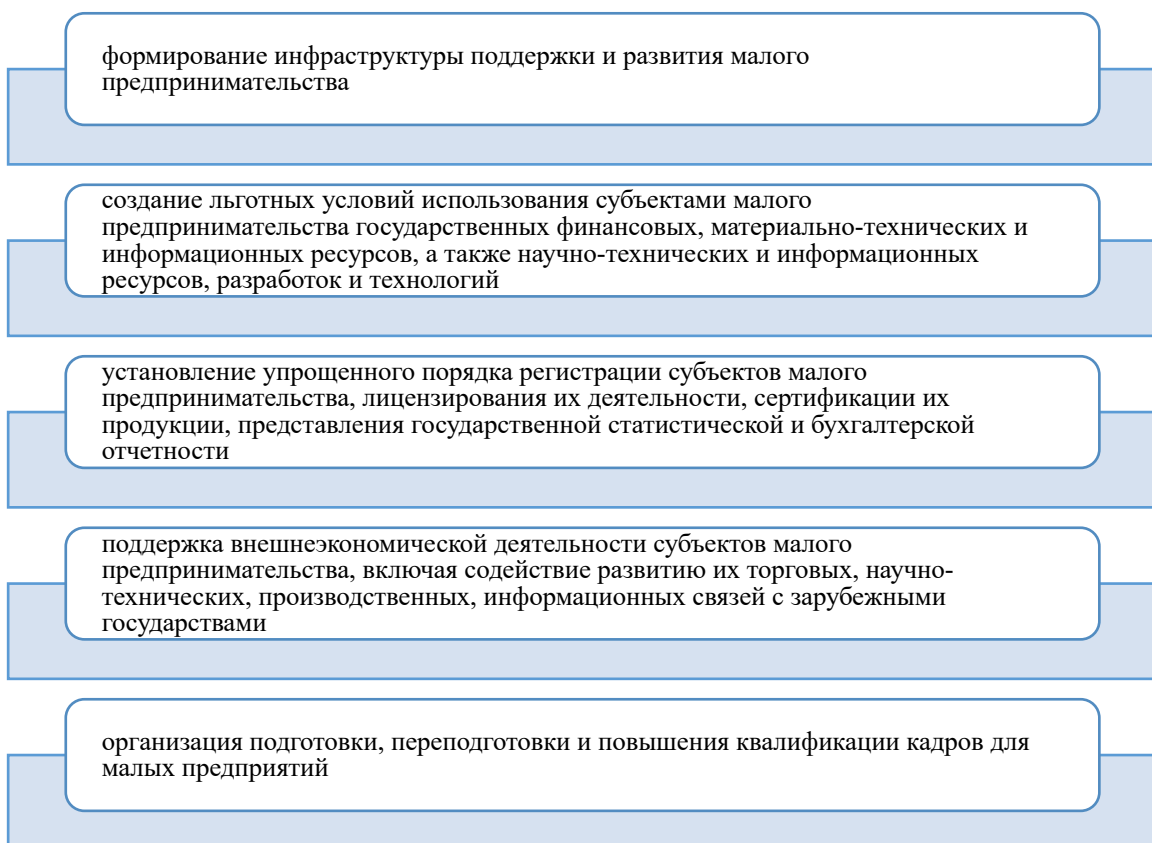 формирование инфраструктуры поддержки и развития малого
предпринимательства
создание льготных условий использования субъектами малого
предпринимательства государственных финансовых, материально-технических и
информационных ресурсов, а также научно-технических и информационных
ресурсов, разработок и технологий
установление упрощенного порядка регистрации субъектов малого
предпринимательства, лицензирования их деятельности, сертификации их
продукции, представления государственной статистической и бухгалтерской
отчетности
поддержка внешнеэкономической деятельности субъектов малого
предпринимательства, включая содействие развитию их торговых, научно-
технических, производственных, информационных связей с зарубежными
государствами
организация подготовки, переподготовки и повышения квалификации кадров для
малых предприятий